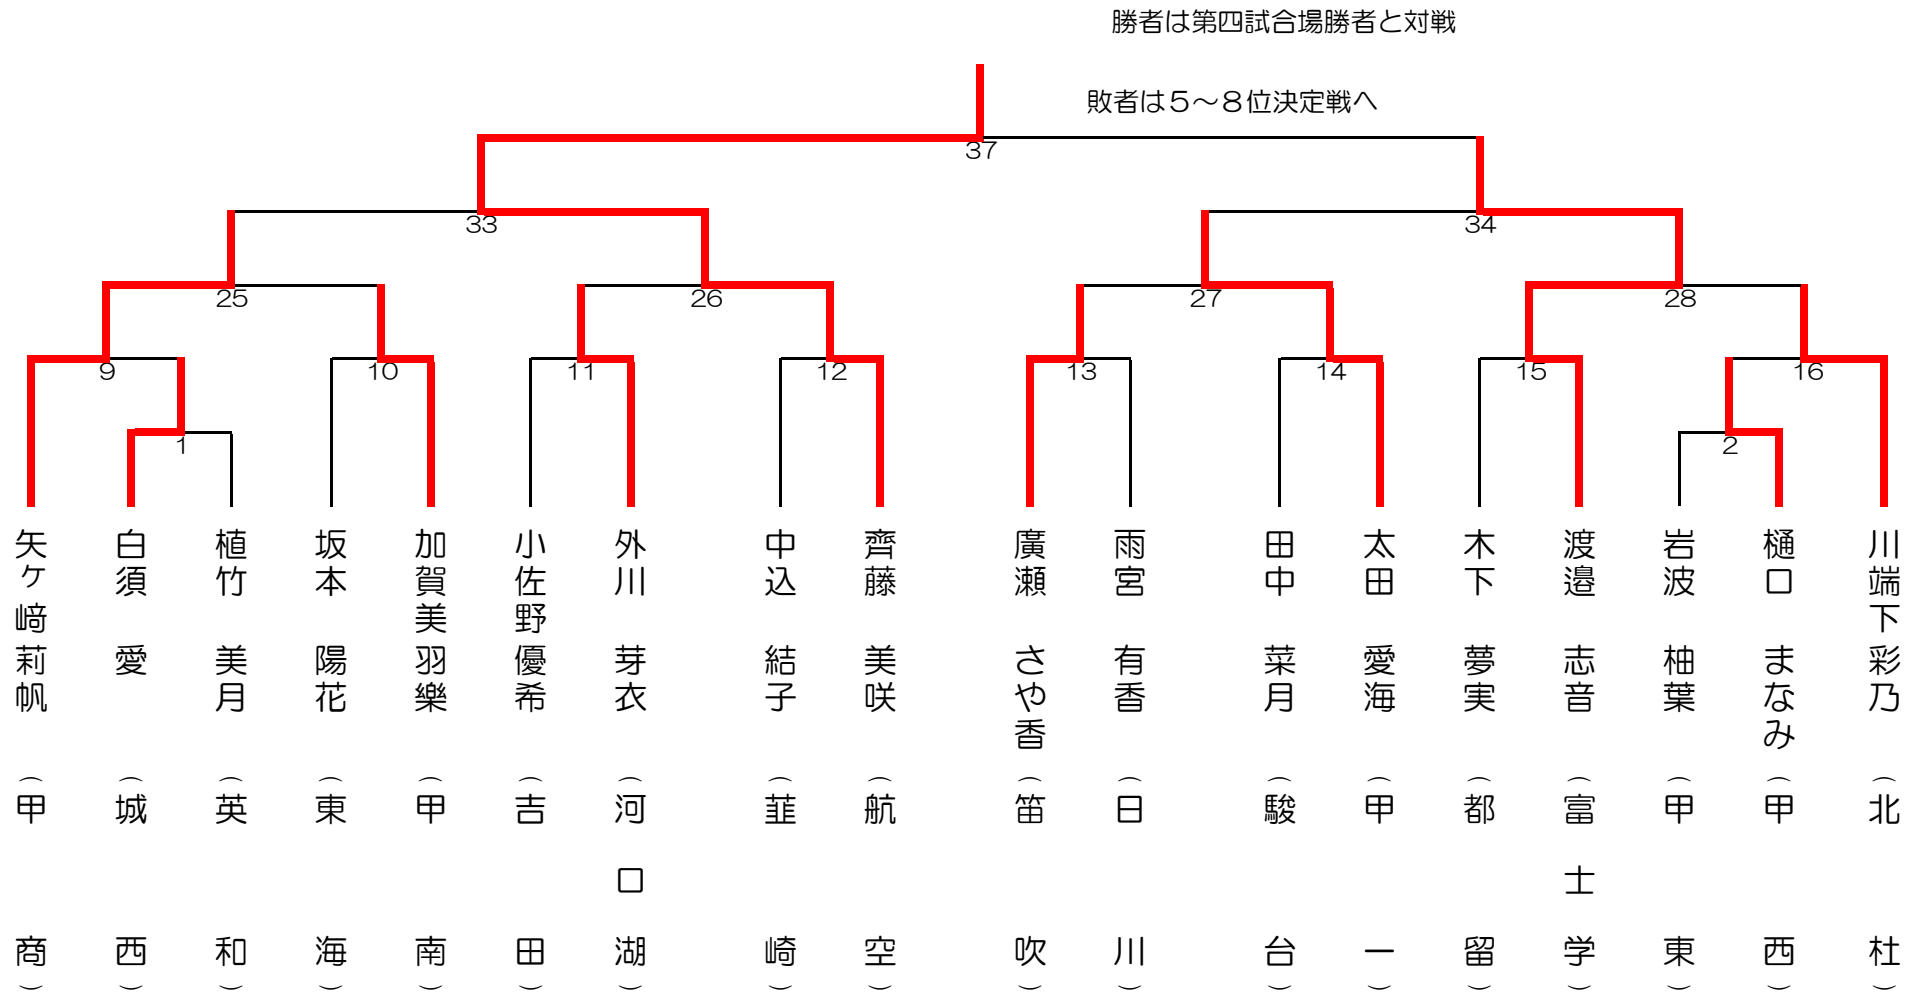 勝者は第四試合場勝者と対戦
敗者は５～８位決定戦へ
37
33
34
25
26
27
28
9
10
11
12
13
14
15
16
1
2
矢ヶ﨑莉帆（甲商）
白須愛（城西）
植竹美月（英和）
坂本陽花（東海）
加賀美羽樂（甲南）
小佐野優希（吉田）
外川芽衣（河口湖）
中込結子（韮崎）
齊藤美咲（航空）
廣瀬さや香（笛吹）
雨宮有香（日川）
田中菜月（駿台）
太田愛海（甲一）
木下夢実（都留）
渡邉志音（富士学）
岩波柚葉（甲東）
樋口まなみ（甲西）
川端下彩乃（北杜）